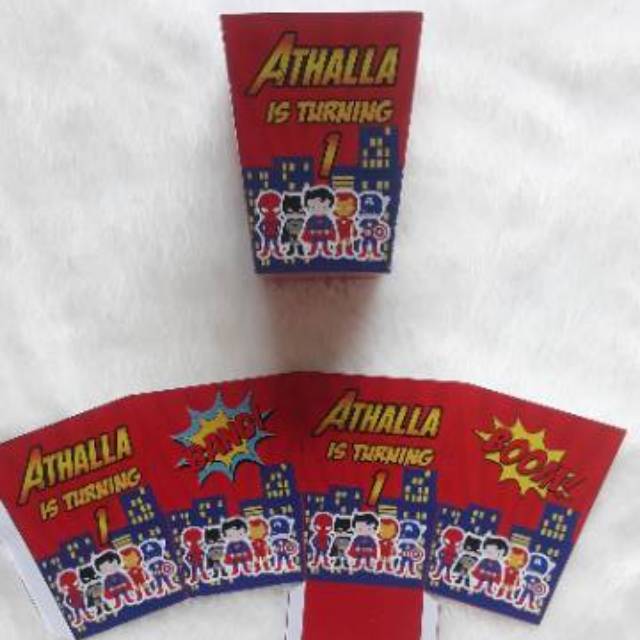 ATHALLA
IS TURNING
1
ATHALLA
IS TURNING
1
BANG!
ATHALLA
IS TURNING
1
BOOM!